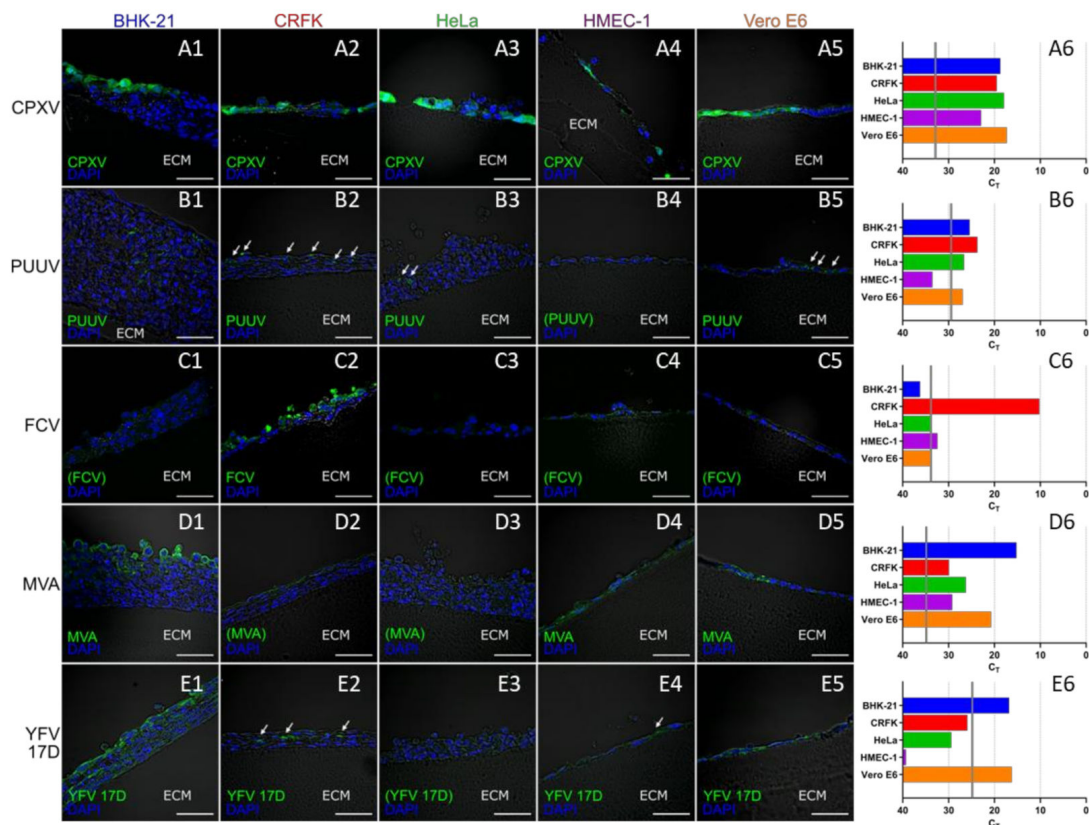 BHK-21 CRFK HeLa HMEC-1 Vero E6
CPXV
A1 A2 A3 A4 A5 A6
ECM ECM ECM ECM ECM
CPXV CPXV CPXV CPXV CPXV
DAPI DAPI DAPI DAPI DAPI
BHK-21
CRFK
HeLa
HMEC-1
Vero E6
40 30 20 10 0
CT
PUUV
B1 B2 B3 B4 B5 B6
ECM ECM ECM ECM ECM
PUUV PUUV PUUV (PUUV) PUUV
DAPI DAPI DAPI DAPI DAPI
BHK-21
CRFK
HeLa
HMEC-1
Vero E6
40 30 20 10 0
CT
FCV
C1 C2 C3 C4 C5 C6
ECM ECM ECM ECM ECM
(FCV) FCV (FCV) (FCV) (FCV)
DAPI DAPI DAPI DAPI DAPI
BHK-21
CRFK
HeLa
HMEC-1
Vero E6
40 30 20 10 0
CT
MVA
D1 D2 D3 D4 D5 D6
ECM ECM ECM ECM ECM
MVA (MVA) (MVA) MVA MVA
DAPI DAPI DAPI DAPI DAPI
BHK-21
CRFK
HeLa
HMEC-1
Vero E6
40 30 20 10 0
CT
YFV
17D
E1 E2 E3 E4 E5 E6
ECM ECM ECM ECM ECM
YFV 17D YFV 17D (YFV 17D) YFV 17D YFV 17D
DAPI DAPI DAPI DAPI DAPI
BHK-21
CRFK
HeLa
HMEC-1
Vero E6
40 30 20 10 0
CT